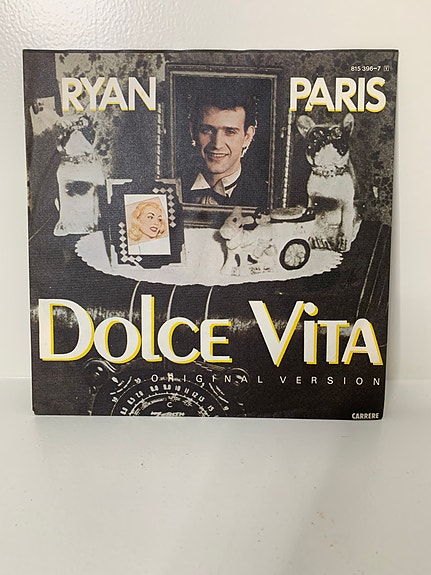 815 396-7
RYAN PARIS
DOLCE VITA
ORIGINAL VERSION
CARRERE